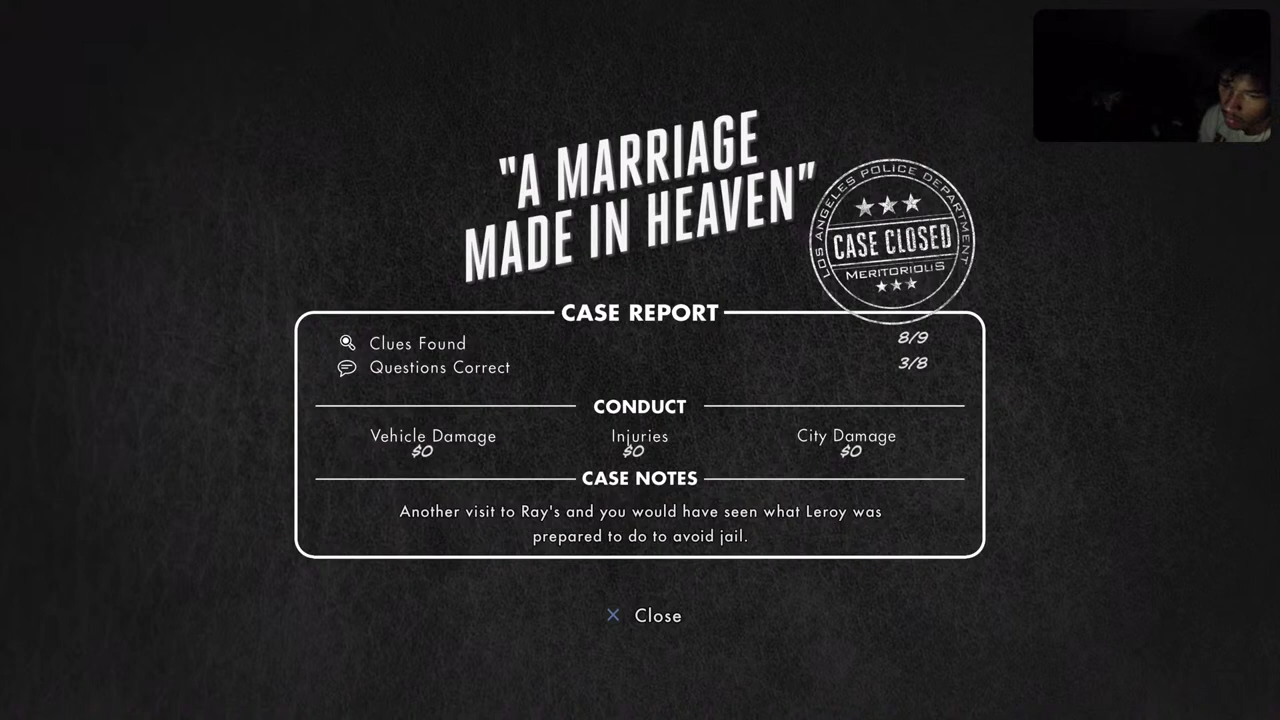 "A MARRIAGE
MADE IN HEAVEN"
LOS ANGELES POLICE DEPARTMENT
CASE CLOSED
MERITORIOUS
CASE REPORT
Clues Found 8/9
Questions Correct 3/8
CONDUCT
Vehicle Damage Injuries City Damage
$0 $0 $0
CASE NOTES
Another visit to Ray's and you would have seen what Leroy was
prepared to do to avoid jail.
Close